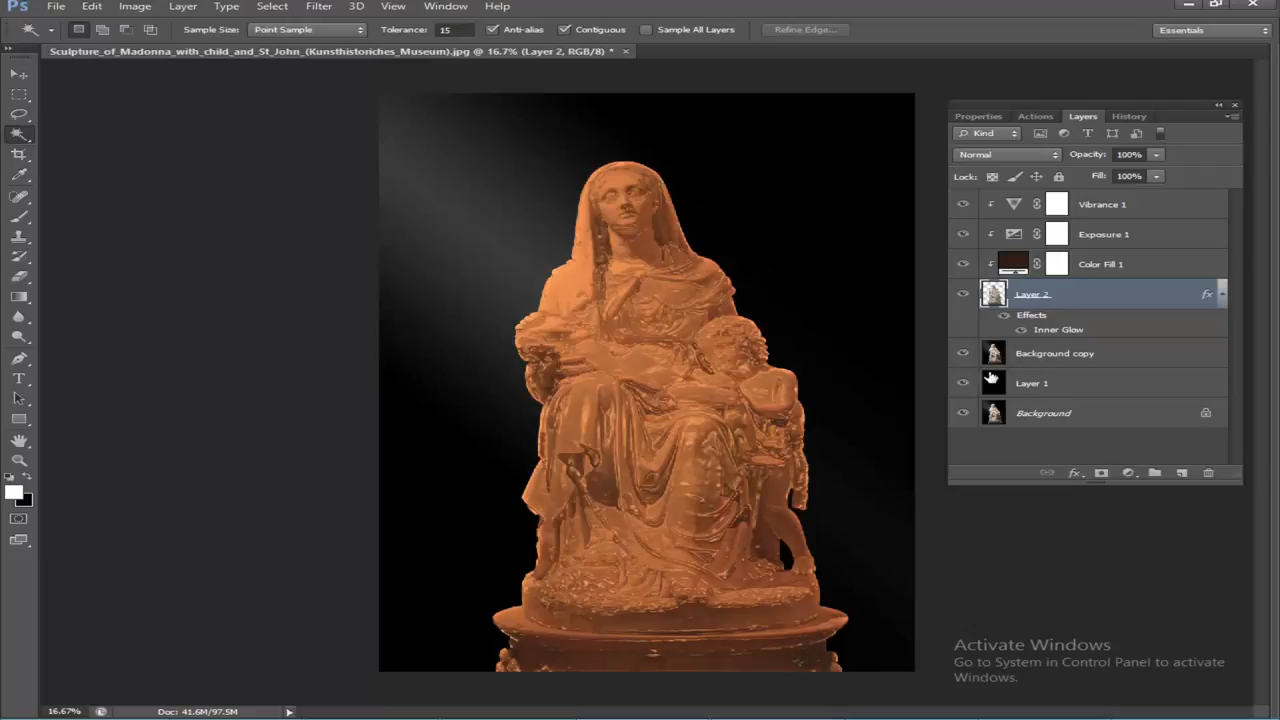 Ps File Edit Image Layer Type Select Filter 3D View Window Help
Sample Size: Point Sample Tolerance: 15 Anti-alias Contiguous Sample All Layers Refine Edge... Essentials
Sculpture_of_Madonna_with_child_and_St_John_(Kunsthistoriches_Museum).jpg @ 16.7% (Layer 2, RGB/8) *
Properties Actions Layers History
Kind
Normal Opacity: 100%
Lock: Fill: 100%
Vibrance 1
Exposure 1
Color Fill 1
Layer 2 fx
Effects
Inner Glow
Background copy
Layer 1
Background
fx
Activate Windows
Go to System in Control Panel to activate
Windows.
16.67% Doc: 41.6M/97.5M